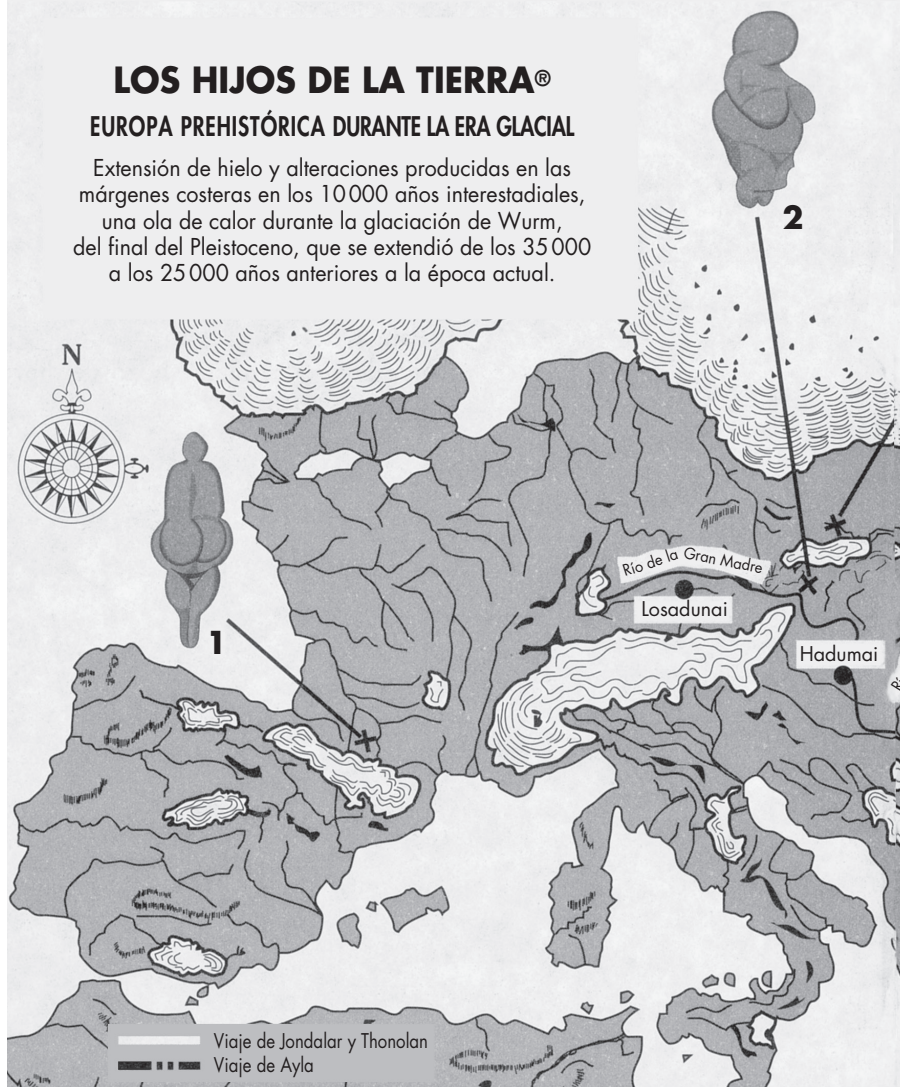 LOS HIJOS DE LA TIERRA®
EUROPA PREHISTÓRICA DURANTE LA ERA GLACIAL
Extensión de hielo y alteraciones producidas en las
márgenes costeras en los 10 000 años interestadiales,
una ola de calor durante la glaciación de Wurm,
del final del Pleistoceno, que se extendió de los 35 000
a los 25 000 años anteriores a la época actual.
2
N
1
Río de la Gran Madre
Losadunai
Hadumai
Viaje de Jondalar y Thonolan
Viaje de Ayla